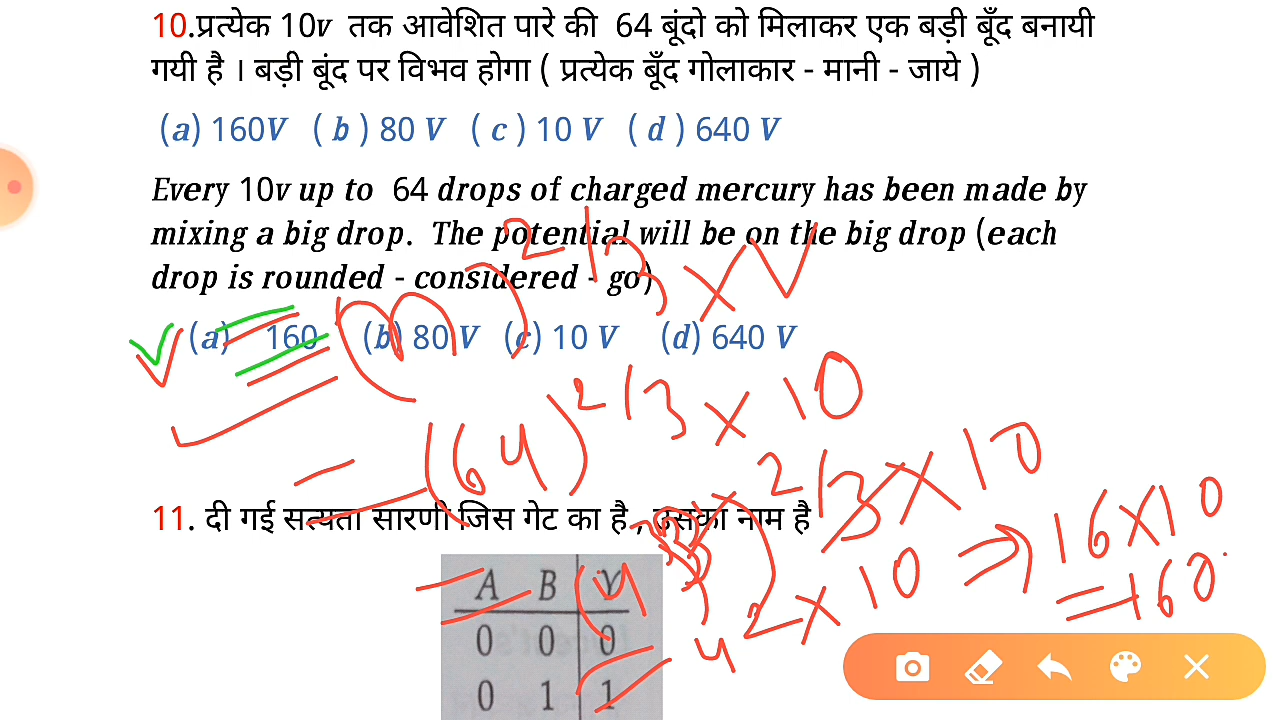 10.प्रत्येक 10v तक आवेशित पारे की 64 बूंदो को मिलाकर एक बड़ी बूँद बनायी
गयी है । बड़ी बूंद पर विभव होगा ( प्रत्येक बूँद गोलाकार - मानी - जाये )
(a) 160V ( b ) 80 V ( c ) 10 V ( d ) 640 V
Every 10v up to 64 drops of charged mercury has been made by
mixing a big drop. The potential will be on the big drop (each
drop is rounded - considered - go)
(a) 160 (b) 80 V (c) 10 V (d) 640 V
(n)^2/3 × V
= (64)^2/3 × 10
2/3 × 10
4^2 × 10 ⇒ 16×10
=160
11. दी गई सत्यता सारणी जिस गेट का है , उसका नाम है
A B Y
0 0 0
0 1 1